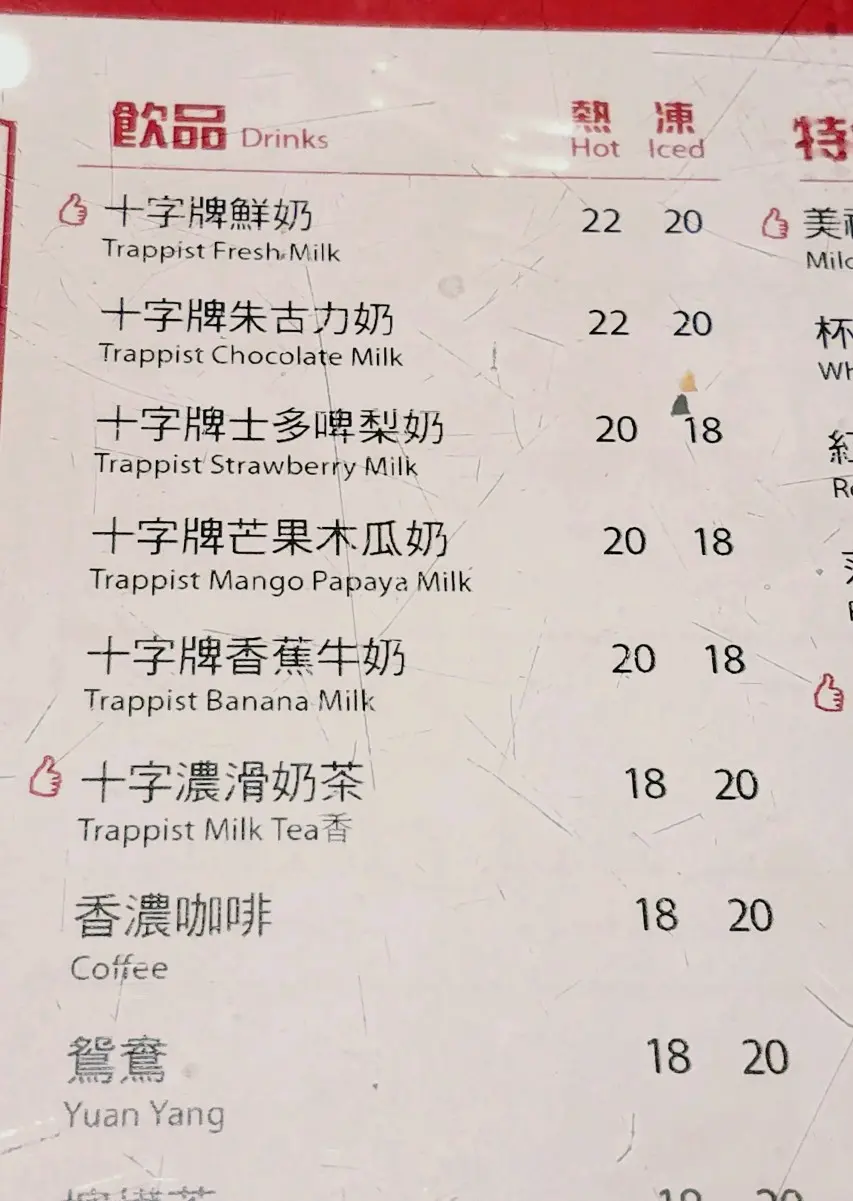 飲品 Drinks 熱 凍
Hot Iced
十字牌鮮奶 22 20
Trappist Fresh Milk
十字牌朱古力奶 22 20
Trappist Chocolate Milk
十字牌士多啤梨奶 20 18
Trappist Strawberry Milk
十字牌芒果木瓜奶 20 18
Trappist Mango Papaya Milk
十字牌香蕉牛奶 20 18
Trappist Banana Milk
十字濃滑奶茶 18 20
Trappist Milk Tea香
香濃咖啡 18 20
Coffee
鴛鴦 18 20
Yuan Yang
特
美
杯
紅